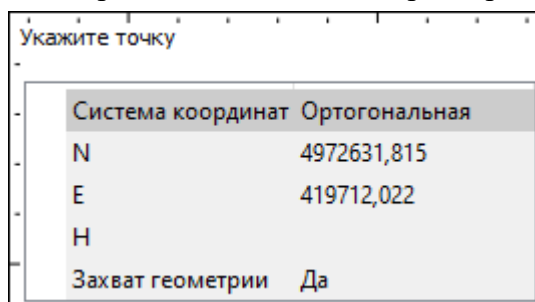 Укажите точку
Система координат Ортогональная
N 4972631,815
E 419712,022
H
Захват геометрии Да